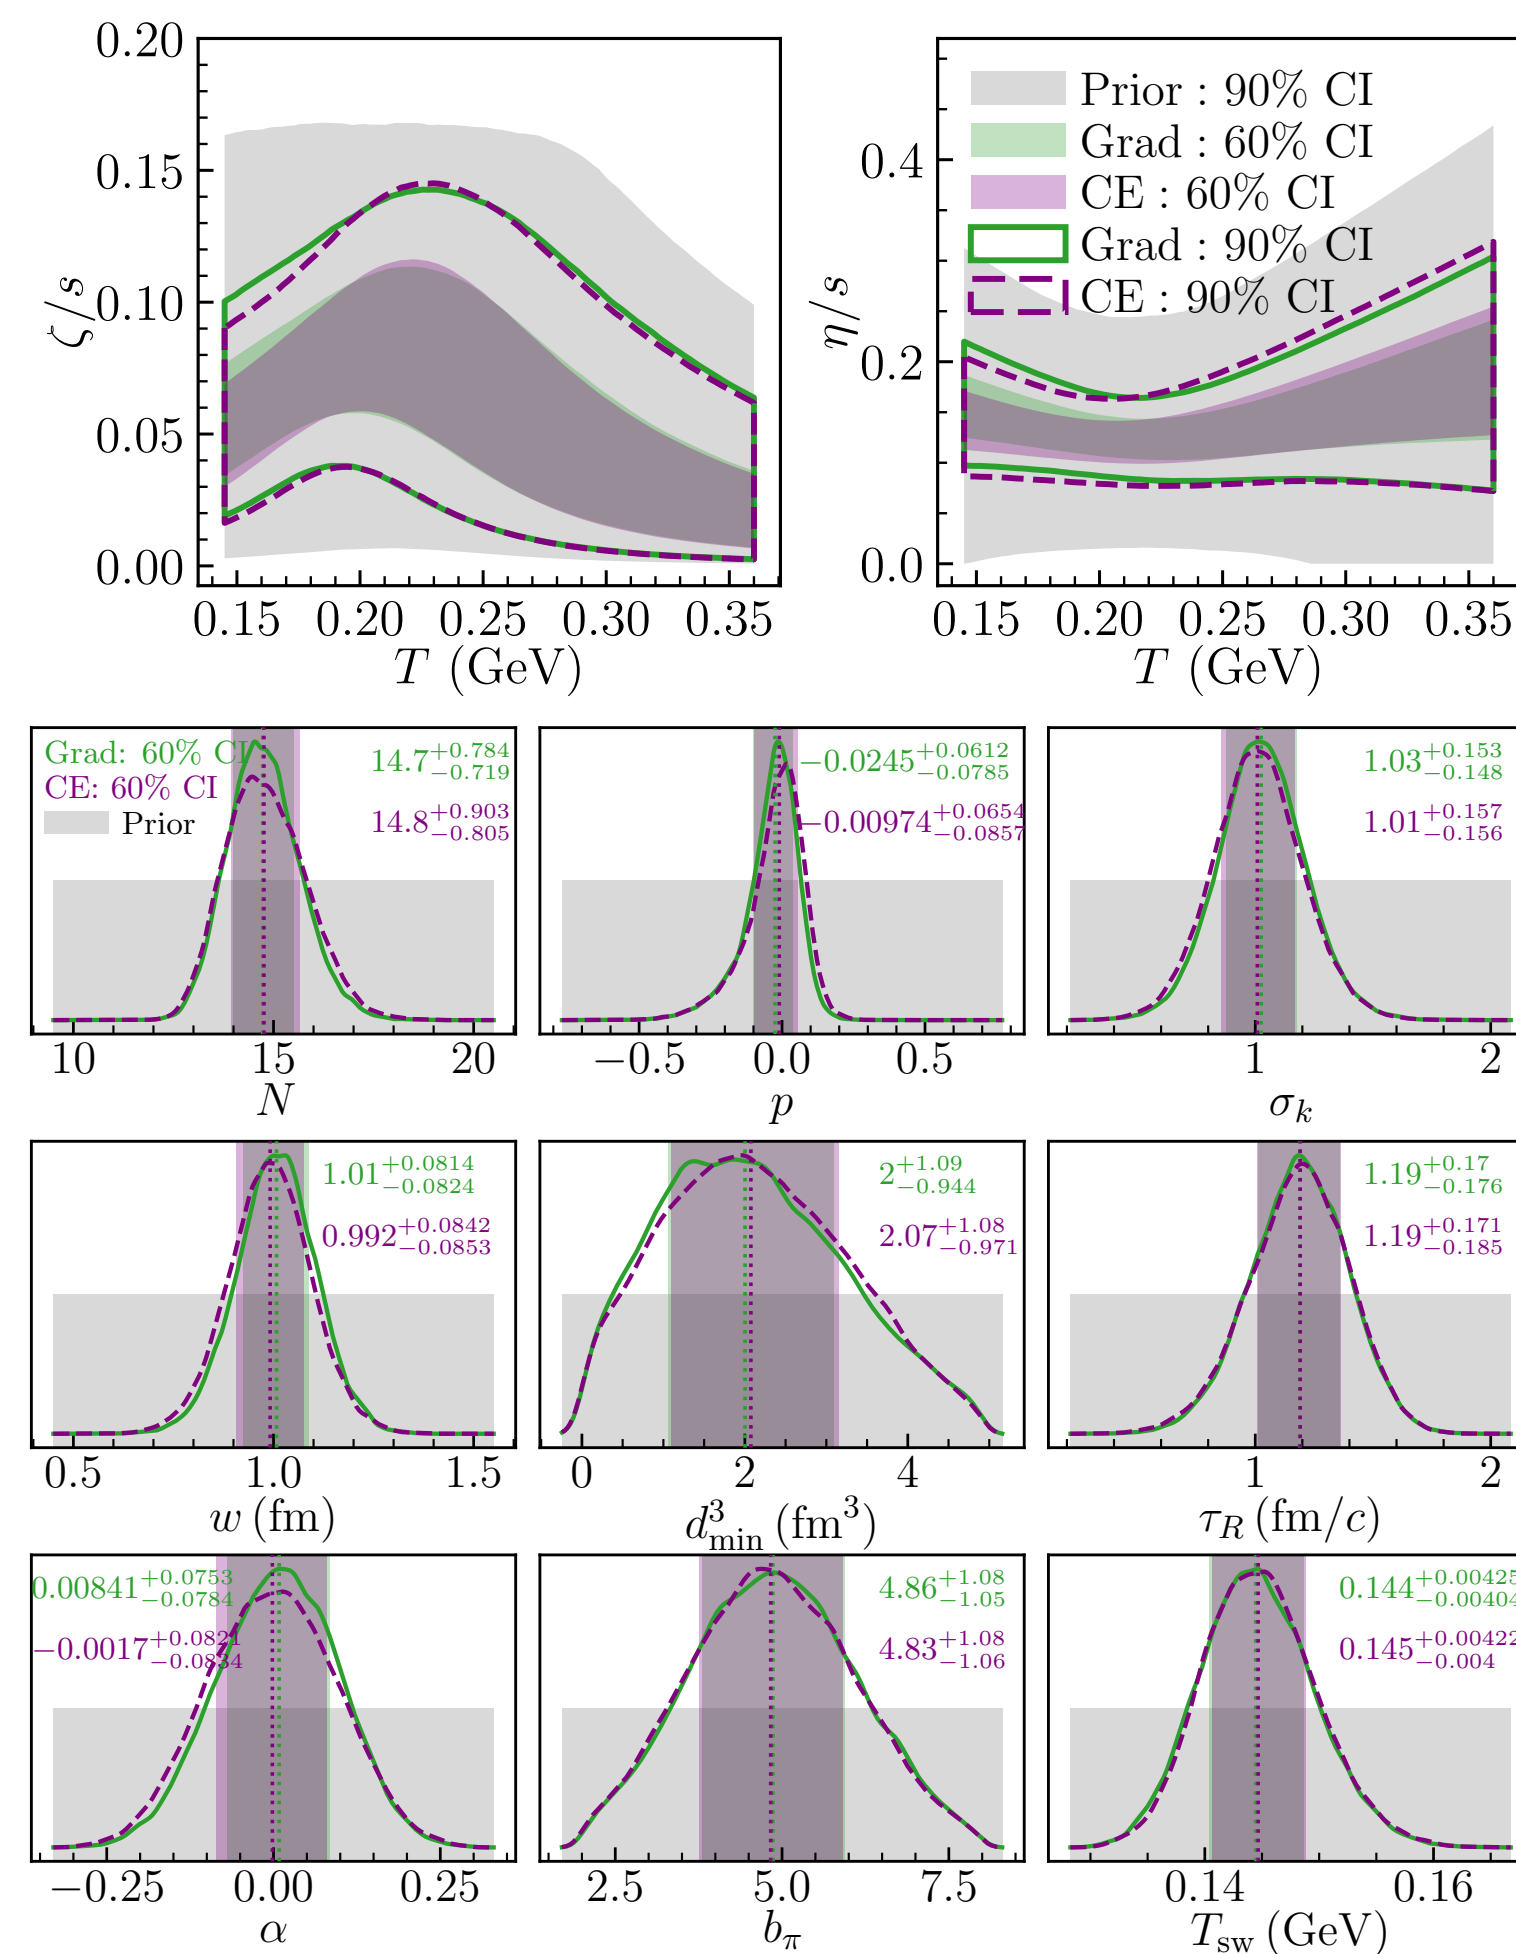 0.20
0.15
0.10
0.05
0.00
ζ/s
0.15 0.20 0.25 0.30 0.35
T (GeV)
Prior : 90% CI
Grad : 60% CI
CE : 60% CI
Grad : 90% CI
CE : 90% CI
0.4
0.2
0.0
η/s
0.15 0.20 0.25 0.30 0.35
T (GeV)
Grad: 60% CI
CE: 60% CI
Prior
14.7^{+0.784}_{-0.719}
14.8^{+0.903}_{-0.805}
10 15 20
N
−0.0245^{+0.0612}_{-0.0785}
−0.00974^{+0.0654}_{-0.0857}
−0.5 0.0 0.5
p
1.03^{+0.153}_{-0.148}
1.01^{+0.157}_{-0.156}
1 2
σ_k
1.01^{+0.0814}_{-0.0824}
0.992^{+0.0842}_{-0.0853}
0.5 1.0 1.5
w (fm)
2^{+1.09}_{-0.944}
2.07^{+1.08}_{-0.971}
0 2 4
d^3_{min} (fm^3)
1.19^{+0.17}_{-0.176}
1.19^{+0.171}_{-0.185}
1 2
τ_R (fm/c)
0.00841^{+0.0753}_{-0.0784}
−0.0017^{+0.0821}_{-0.0834}
−0.25 0.00 0.25
α
4.86^{+1.08}_{-1.05}
4.83^{+1.08}_{-1.06}
2.5 5.0 7.5
b_π
0.144^{+0.00425}_{-0.00404}
0.145^{+0.00422}_{-0.004}
0.14 0.16
T_{sw} (GeV)